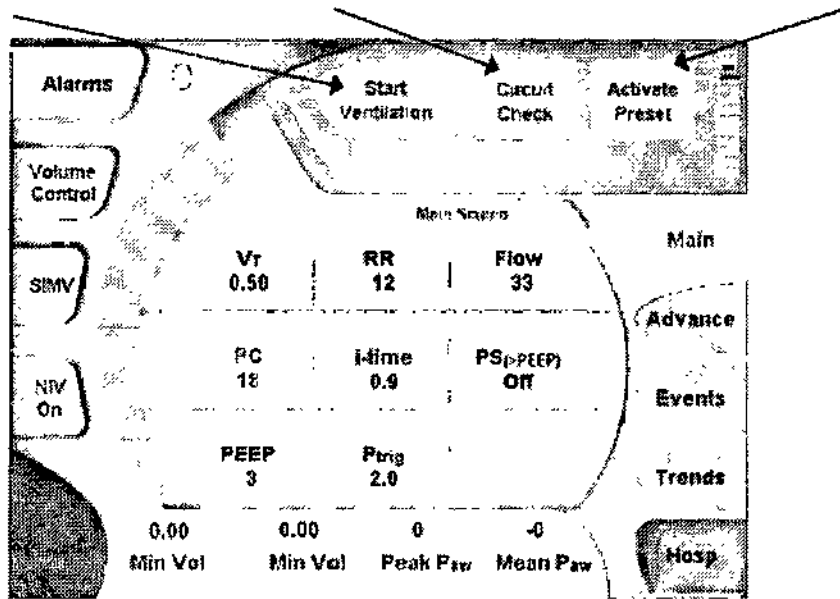 Alarms
Start
Ventilation
Circuit
Check
Activate
Preset
Volume
Control
Main Screen
Main
SIMV
VT
0.50
RR
12
Flow
33
Advance
PC
18
i-time
0.9
PS(>PEEP)
Off
NIV
On
Events
PEEP
3
Ptrig
2.0
Trends
0.00
Min Vol
0.00
Min Vol
0
Peak Paw
-0
Mean Paw
Hosp